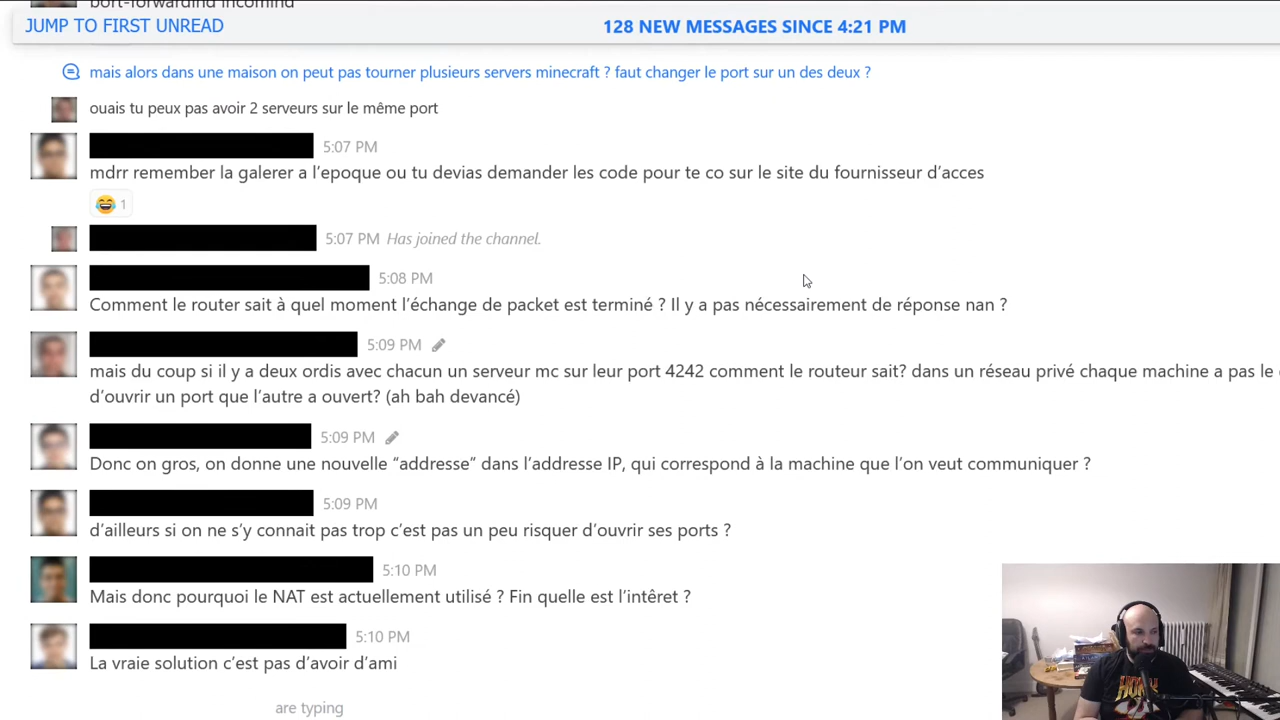 JUMP TO FIRST UNREAD
128 NEW MESSAGES SINCE 4:21 PM
mais alors dans une maison on peut pas tourner plusieurs servers minecraft ? faut changer le port sur un des deux ?
ouais tu peux pas avoir 2 serveurs sur le même port
5:07 PM
mdrr remember la galerer a l'epoque ou tu devias demander les code pour te co sur le site du fournisseur d'acces
1
5:07 PM Has joined the channel.
5:08 PM
Comment le router sait à quel moment l'échange de packet est terminé ? Il y a pas nécessairement de réponse nan ?
5:09 PM
mais du coup si il y a deux ordis avec chacun un serveur mc sur leur port 4242 comment le routeur sait? dans un réseau privé chaque machine a pas le
d'ouvrir un port que l'autre a ouvert? (ah bah devancé)
5:09 PM
Donc on gros, on donne une nouvelle “addresse” dans l'addresse IP, qui correspond à la machine que l'on veut communiquer ?
5:09 PM
d'ailleurs si on ne s'y connait pas trop c'est pas un peu risquer d'ouvrir ses ports ?
5:10 PM
Mais donc pourquoi le NAT est actuellement utilisé ? Fin quelle est l'intêret ?
5:10 PM
La vraie solution c'est pas d'avoir d'ami
are typing